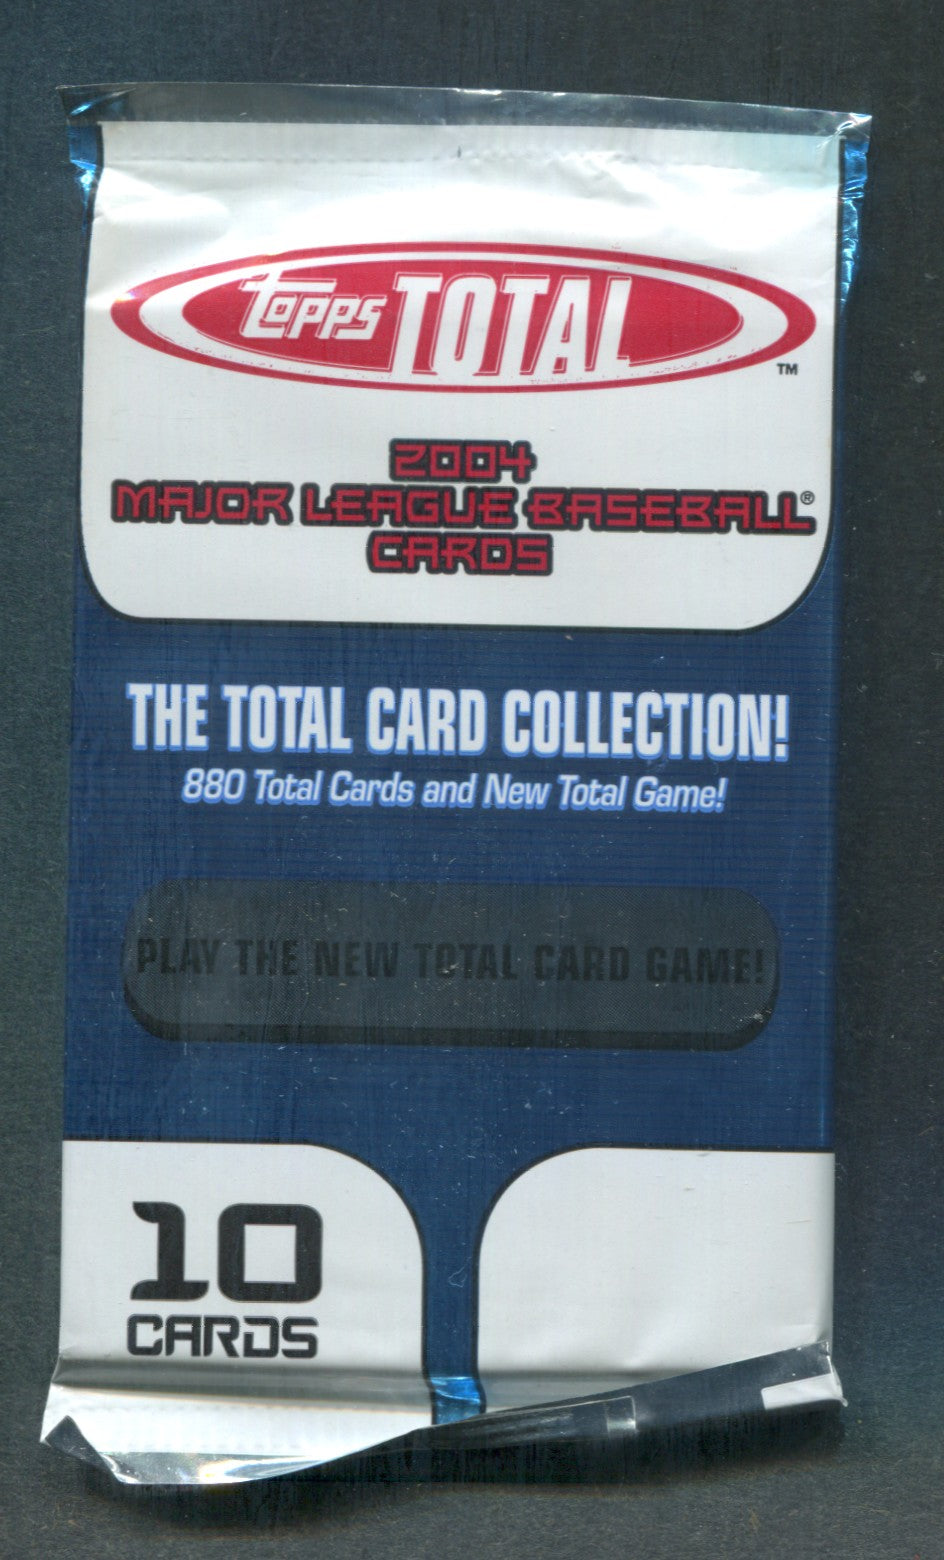 Topps TOTAL
™
2004
MAJOR LEAGUE BASEBALL®
CARDS
THE TOTAL CARD COLLECTION!
880 Total Cards and New Total Game!
PLAY THE NEW TOTAL CARD GAME!
10
CARDS